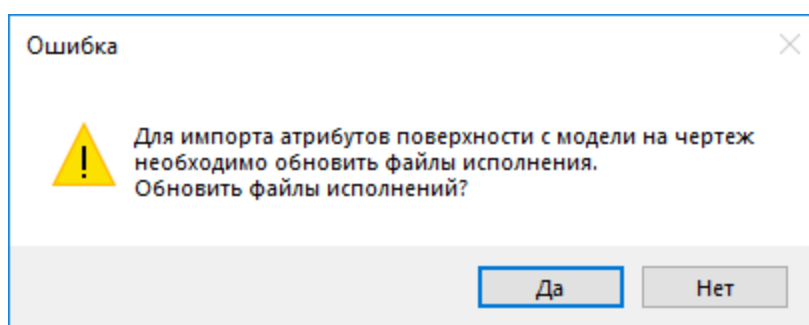 Ошибка
Для импорта атрибутов поверхности с модели на чертеж
необходимо обновить файлы исполнения.
Обновить файлы исполнений?
Да
Нет